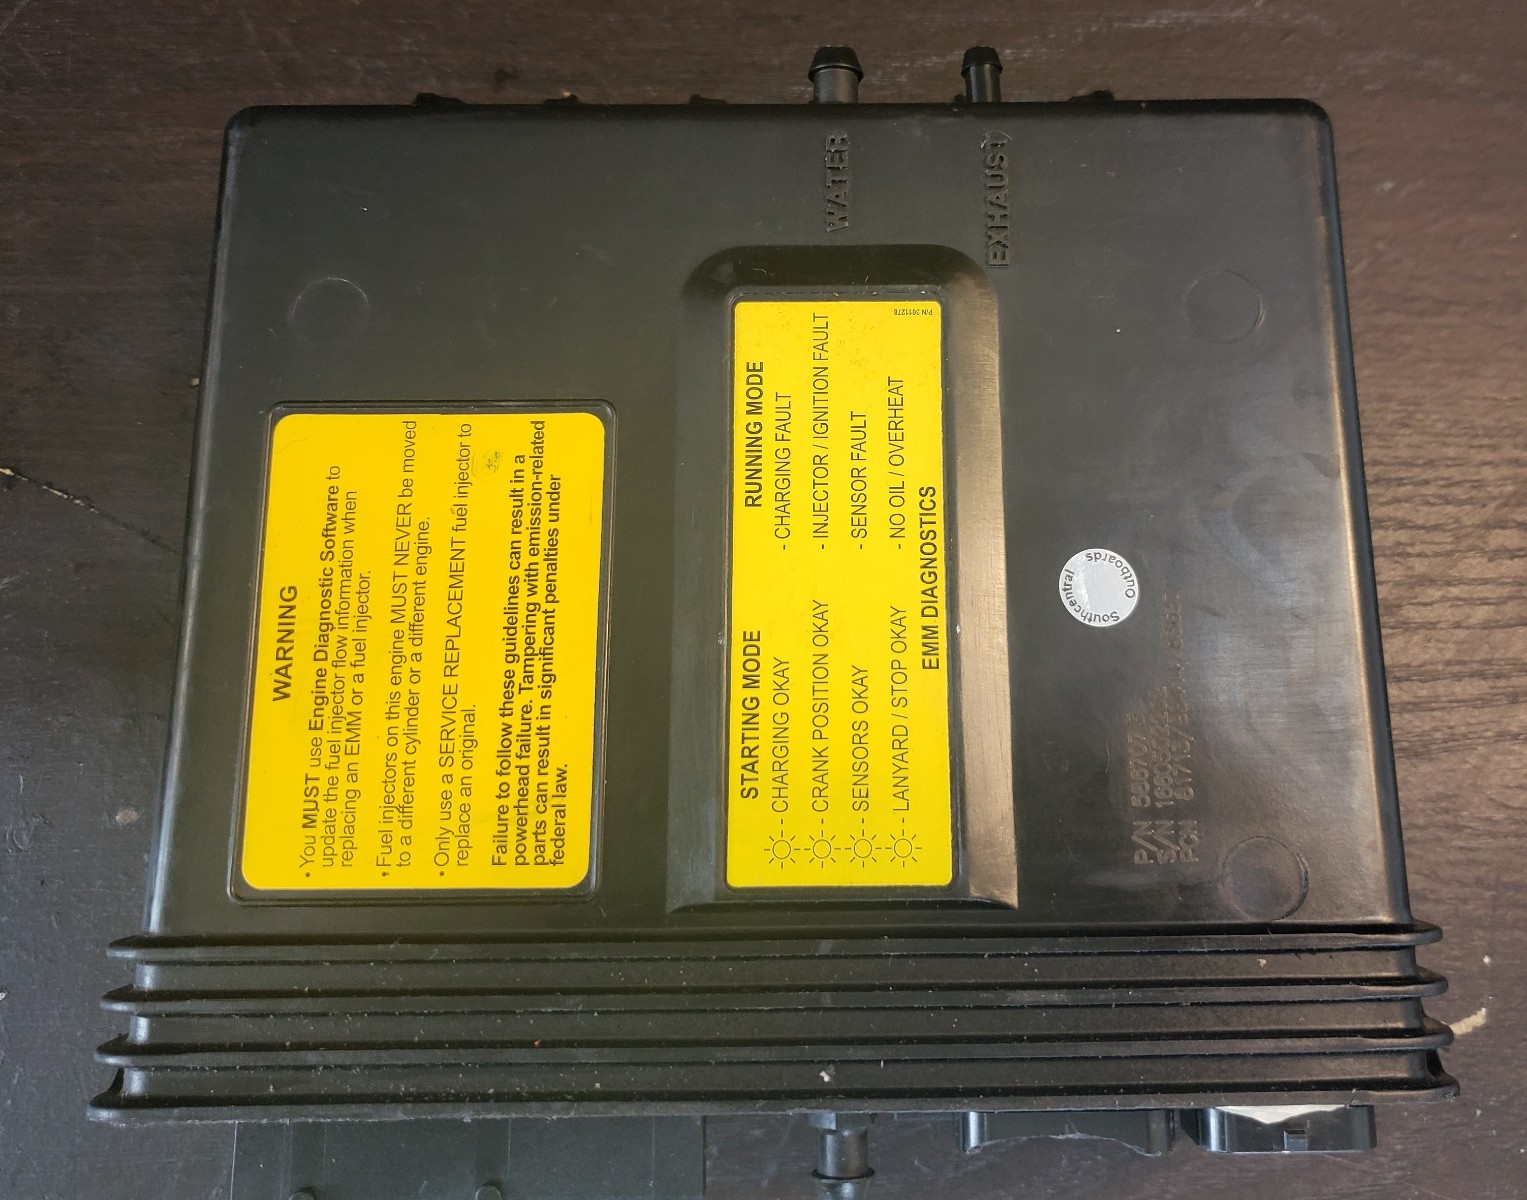 WATER
EXHAUST
WARNING
• You MUST use Engine Diagnostic Software to
update the fuel injector flow information when
replacing an EMM or a fuel injector.
• Fuel injectors on this engine MUST NEVER be moved
to a different cylinder or a different engine.
• Only use a SERVICE REPLACEMENT fuel injector to
replace an original.
Failure to follow these guidelines can result in a
powerhead failure. Tampering with emission-related
parts can result in significant penalties under
federal law.
STARTING MODE RUNNING MODE
- CHARGING OKAY - CHARGING FAULT
- CRANK POSITION OKAY - INJECTOR / IGNITION FAULT
- SENSORS OKAY - SENSOR FAULT
- LANYARD / STOP OKAY - NO OIL / OVERHEAT
EMM DIAGNOSTICS
P/N 3011278
Southcentral
Outboards
P/N
S/N